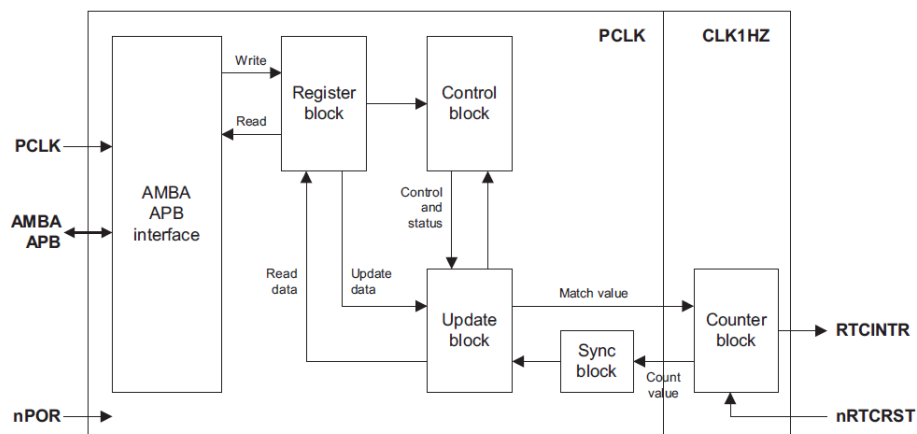 PCLK
CLK1HZ
Write
Register
block
Control
block
Read
PCLK
AMBA
APB
interface
Control
and
status
AMBA
APB
Read
data
Update
data
Match value
Update
block
Counter
block
RTCINTR
Sync
block
Count
value
nPOR
nRTCRST